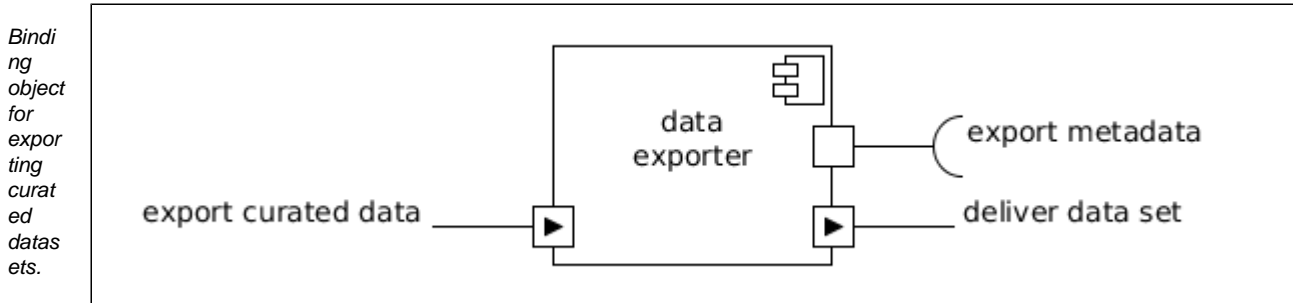 Bindi
ng
object
for
expor
ting
curat
ed
datas
ets.
data
exporter
export metadata
export curated data
deliver data set